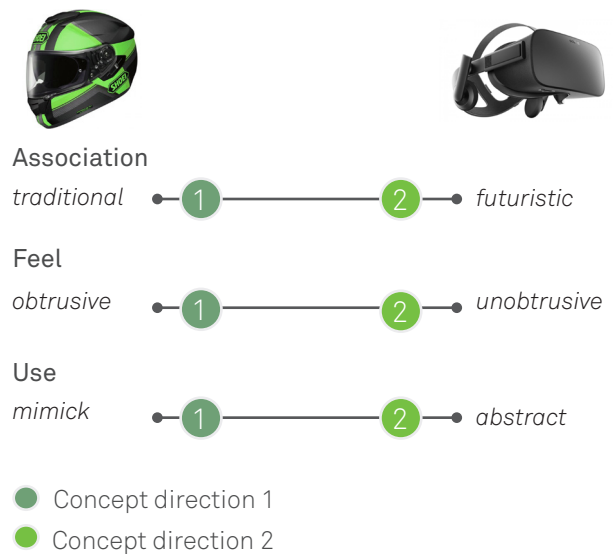 SHOEI
SHOEI
Association
traditional 1 2 futuristic
Feel
obtrusive 1 2 unobtrusive
Use
mimick 1 2 abstract
Concept direction 1
Concept direction 2